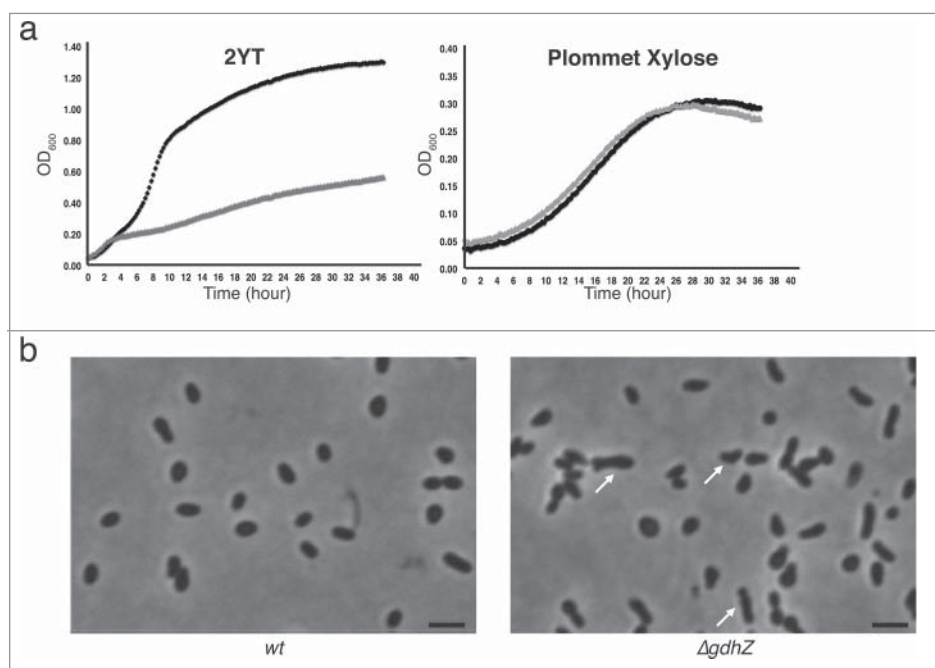 a
2YT
Plommet Xylose
1.40
1.20
1.00
0.80
0.60
0.40
0.20
0.00
OD600
0 2 4 6 8 10 12 14 16 18 20 22 24 26 28 30 32 34 36 38 40
Time (hour)
0.40
0.35
0.30
0.25
0.20
0.15
0.10
0.05
0.00
OD600
0 2 4 6 8 10 12 14 16 18 20 22 24 26 28 30 32 34 36 38 40
Time (hour)
b
wt
ΔgdhZ